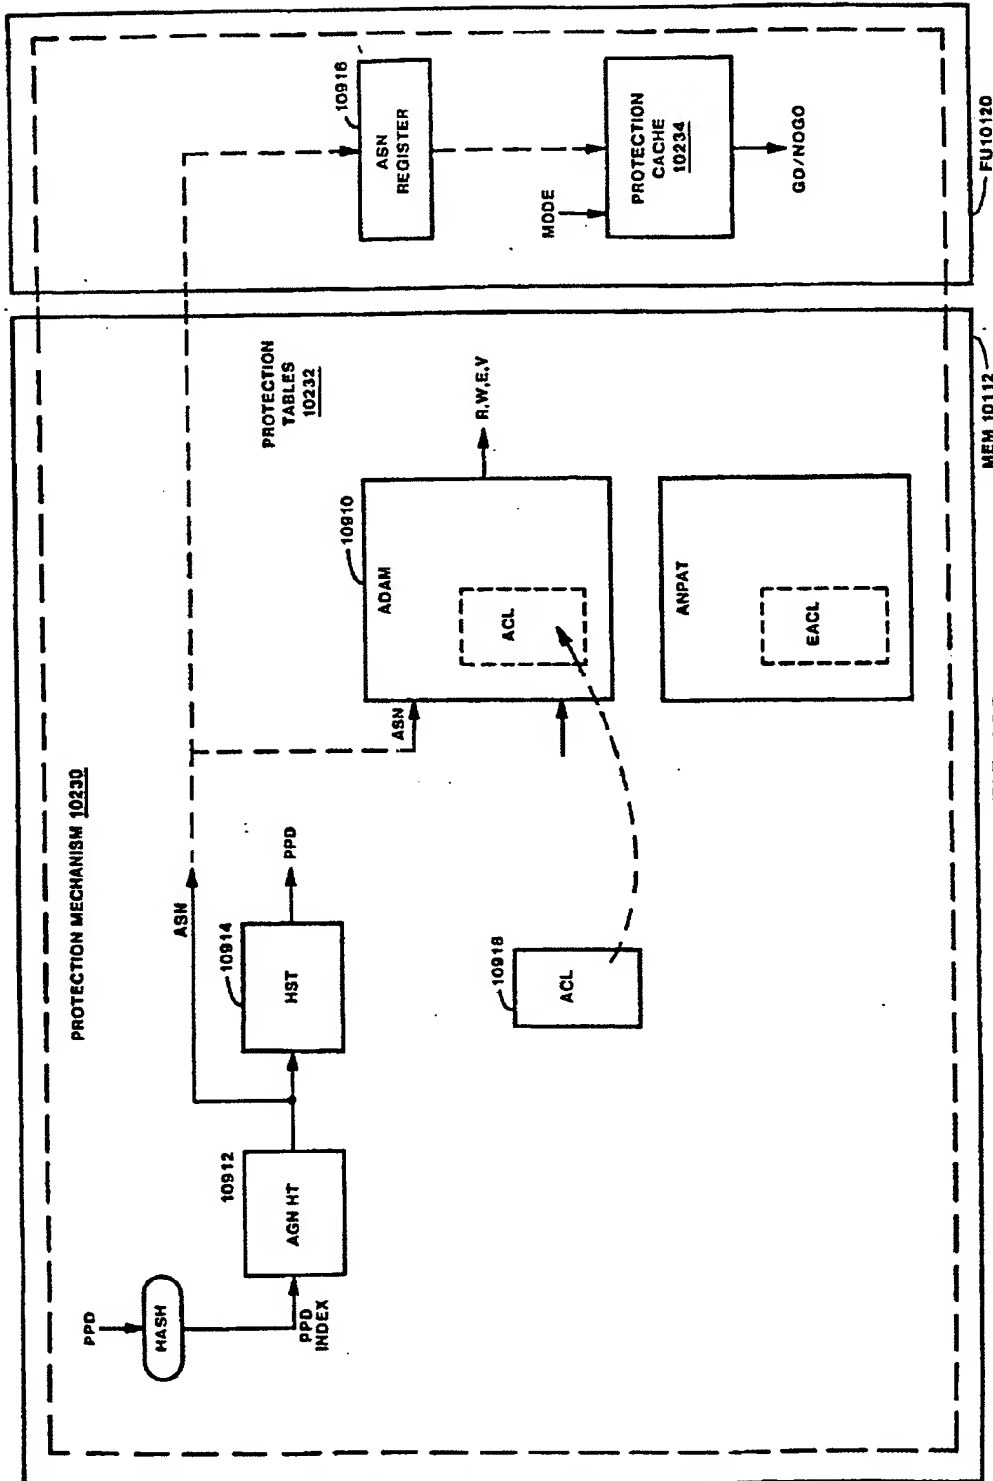 PROTECTION MECHANISM 10230
PPD
HASH
PPD
INDEX
10912
AGN HT
ASN
10914
HST
PPD
10918
ACL
ASN
10910
ADAM
ACL
R,W,E,V
PROTECTION
TABLES
10232
ANPAT
EACL
MEM 10112
10916
ASN
REGISTER
MODE
PROTECTION
CACHE
10234
GO/NOGO
FU10120